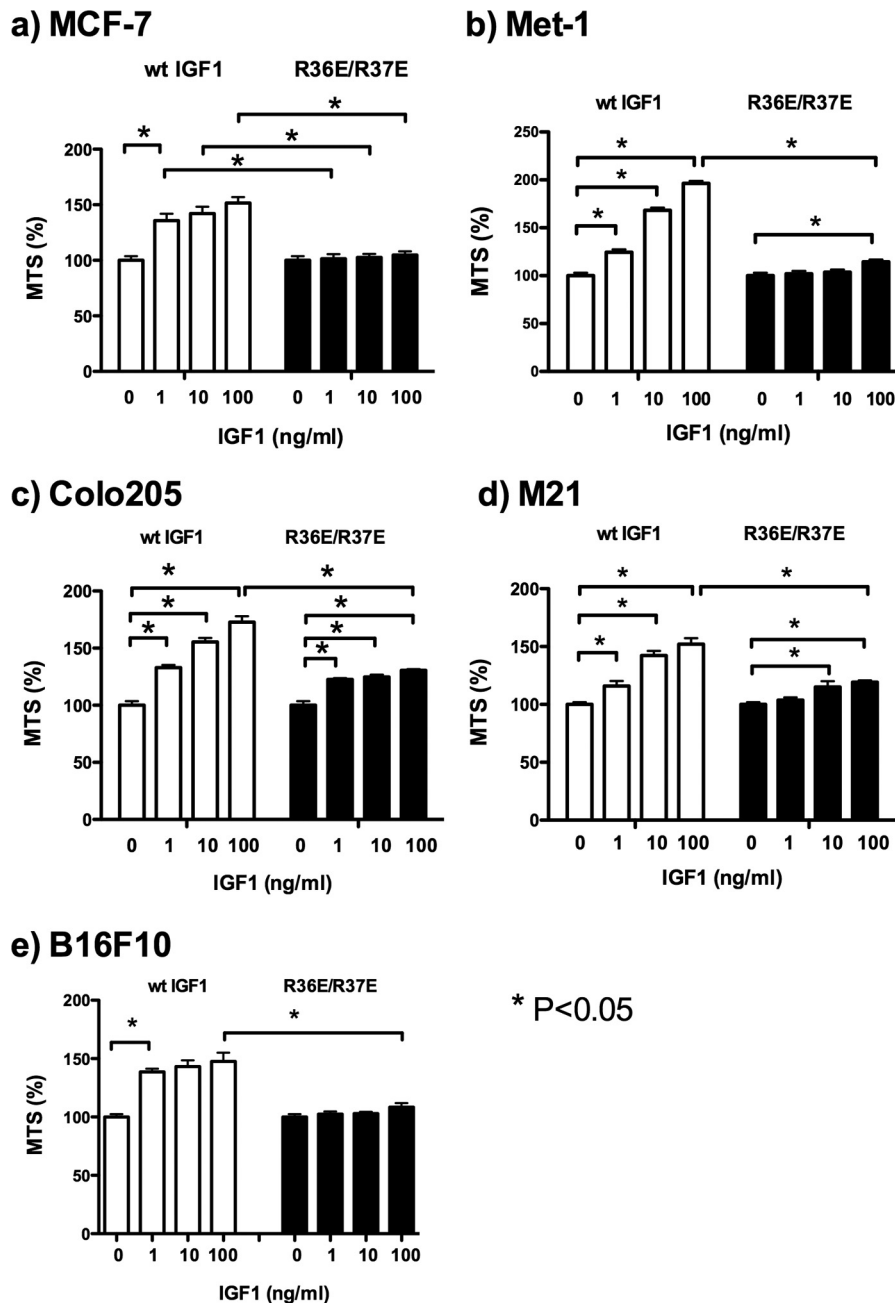 a) MCF-7
wt IGF1 R36E/R37E
* * * *
200
150
100
50
0
MTS (%)
0 1 10 100 0 1 10 100
IGF1 (ng/ml)
b) Met-1
wt IGF1 R36E/R37E
* * * * *
250
200
150
100
50
0
MTS (%)
0 1 10 100 0 1 10 100
IGF1 (ng/ml)
c) Colo205
wt IGF1 R36E/R37E
* * * * * * *
200
150
100
50
0
MTS (%)
0 1 10 100 0 1 10 100
IGF1 (ng/ml)
d) M21
wt IGF1 R36E/R37E
* * * * * *
200
150
100
50
0
MTS (%)
0 1 10 100 0 1 10 100
IGF1 (ng/ml)
e) B16F10
wt IGF1 R36E/R37E
* *
200
150
100
50
0
MTS (%)
0 1 10 100 0 1 10 100
IGF1 (ng/ml)
* P<0.05